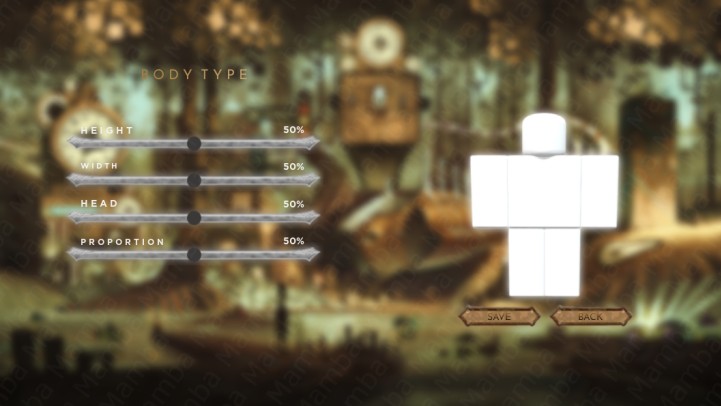 BODY TYPE
HEIGHT 50%
WIDTH 50%
HEAD 50%
PROPORTION 50%
SAVE BACK